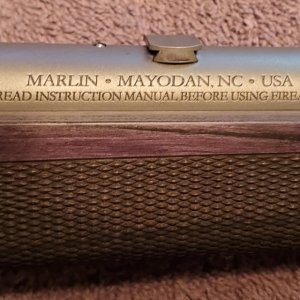 MARLIN • MAYODAN, NC • USA
READ INSTRUCTION MANUAL BEFORE USING